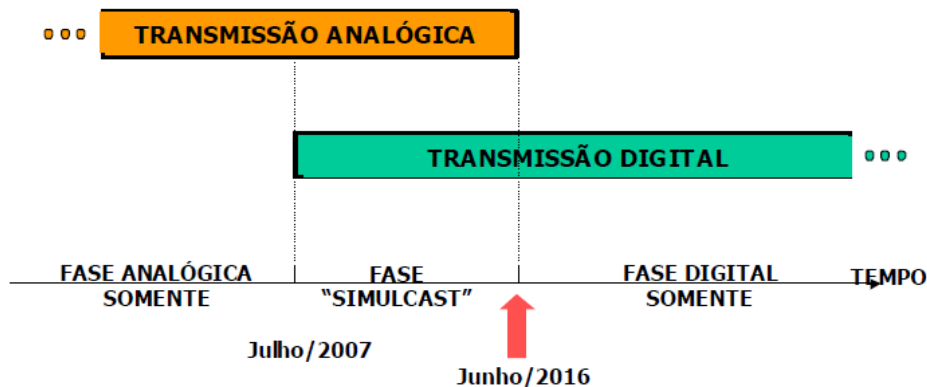 TRANSMISSÃO ANALÓGICA
TRANSMISSÃO DIGITAL
FASE ANALÓGICA
SOMENTE
FASE
“SIMULCAST”
FASE DIGITAL
SOMENTE
TEMPO
Julho/2007
Junho/2016